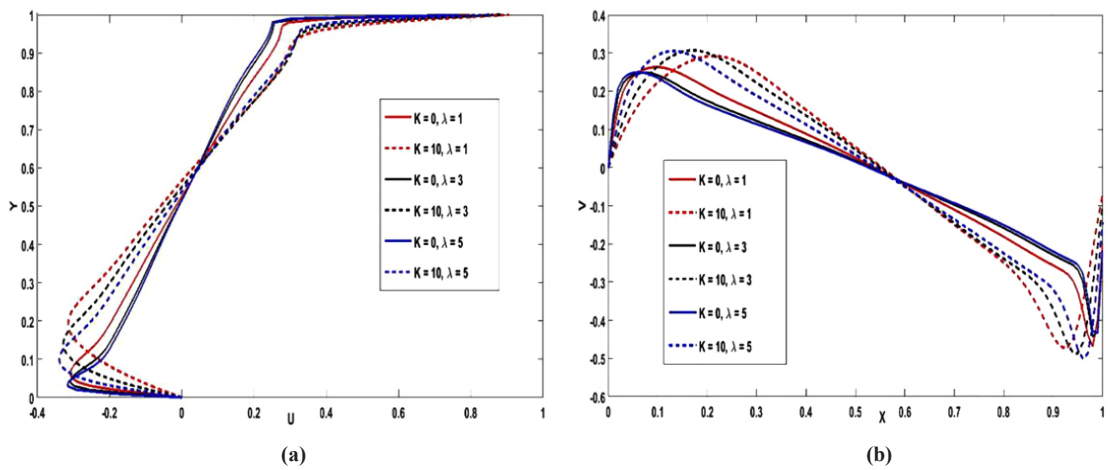 1
0.9
0.8
0.7
0.6
0.5
0.4
0.3
0.2
0.1
0
Y
-0.4
-0.2
0
0.2
0.4
0.6
0.8
1
U
K = 0, λ = 1
K = 10, λ = 1
K = 0, λ = 3
K = 10, λ = 3
K = 0, λ = 5
K = 10, λ = 5
(a)
0.4
0.3
0.2
0.1
0
-0.1
-0.2
-0.3
-0.4
-0.5
-0.6
V
0
0.1
0.2
0.3
0.4
0.5
0.6
0.7
0.8
0.9
1
X
K = 0, λ = 1
K = 10, λ = 1
K = 0, λ = 3
K = 10, λ = 3
K = 0, λ = 5
K = 10, λ = 5
(b)